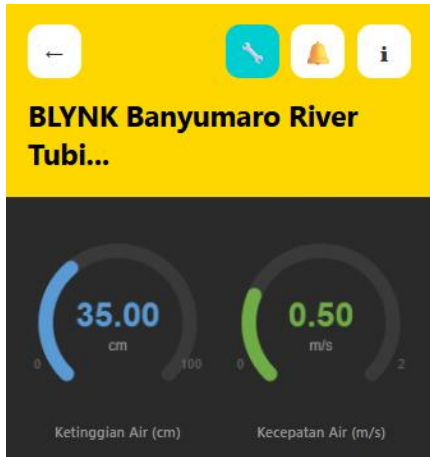 ←
i
BLYNK Banyumaro River
Tubi...
35.00
cm
0
100
0.50
m/s
0
2
Ketinggian Air (cm)
Kecepatan Air (m/s)